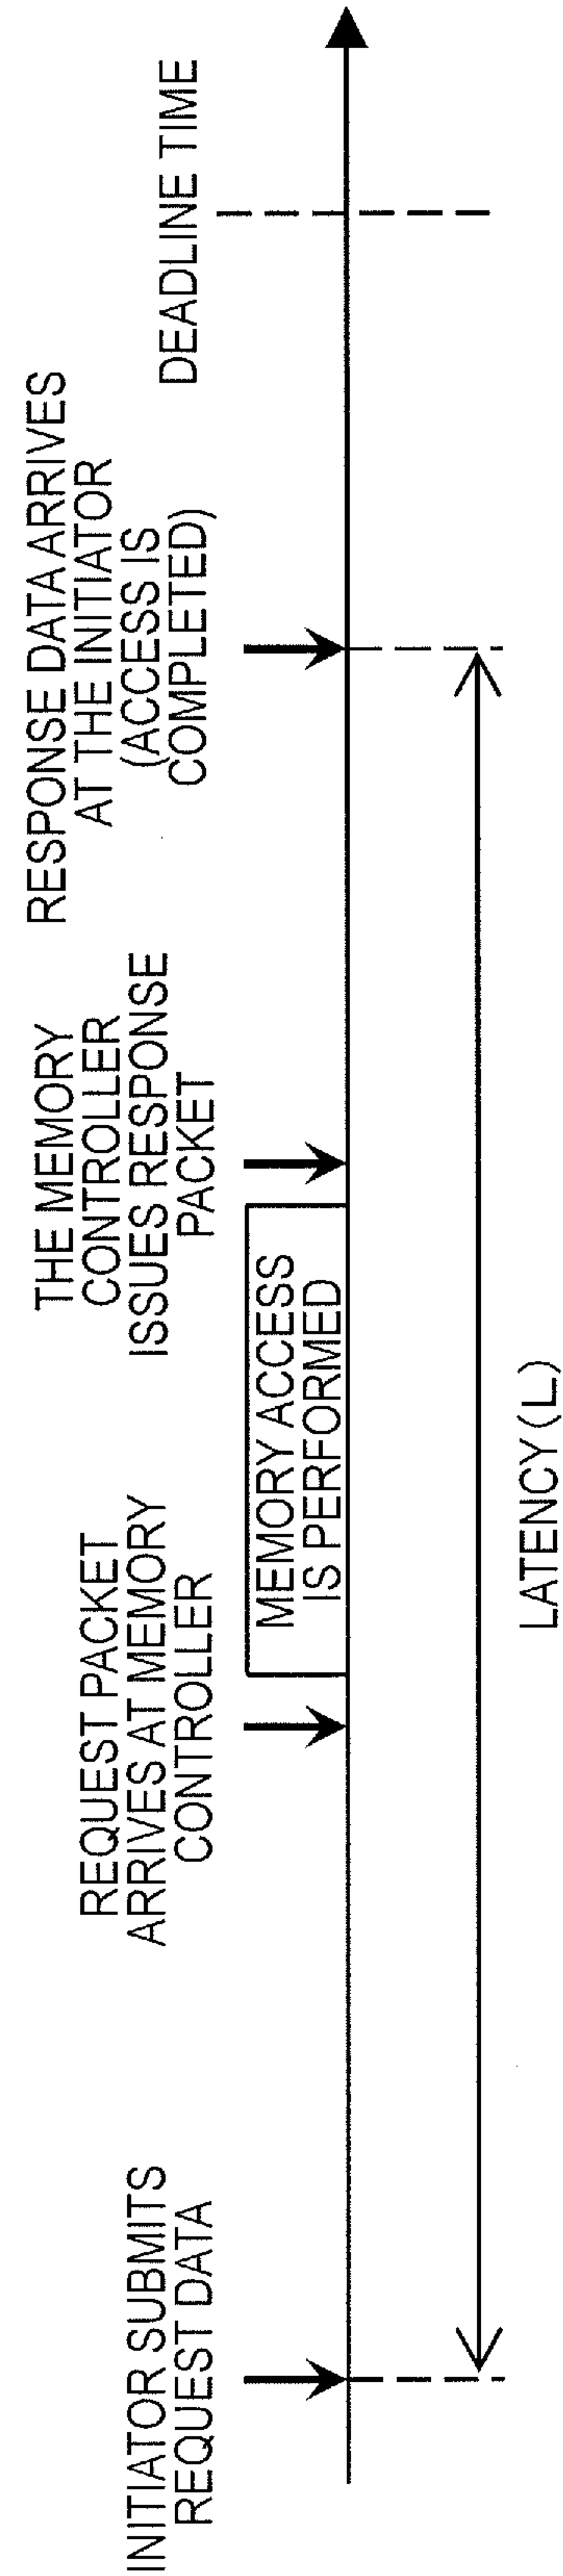 INITIATOR SUBMITS
REQUEST DATA
REQUEST PACKET
ARRIVES AT MEMORY
CONTROLLER
MEMORY ACCESS
IS PERFORMED
THE MEMORY
CONTROLLER
ISSUES RESPONSE
PACKET
RESPONSE DATA ARRIVES
AT THE INITIATOR
(ACCESS IS
COMPLETED)
DEADLINE TIME
LATENCY (L)